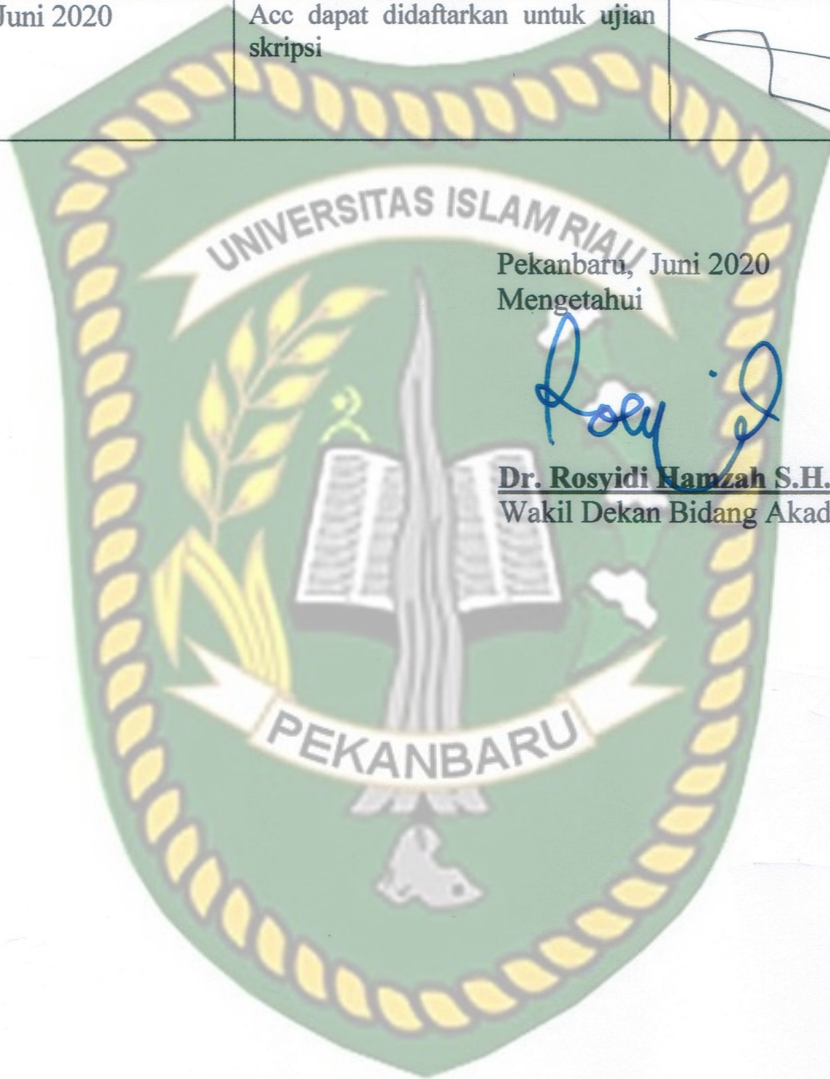 Juni 2020
Acc dapat didaftarkan untuk ujian
skripsi
UNIVERSITAS ISLAM RIAU
Pekanbaru, Juni 2020
Mengetahui
Dr. Rosyidi Hamzah S.H.
Wakil Dekan Bidang Akad
PEKANBARU